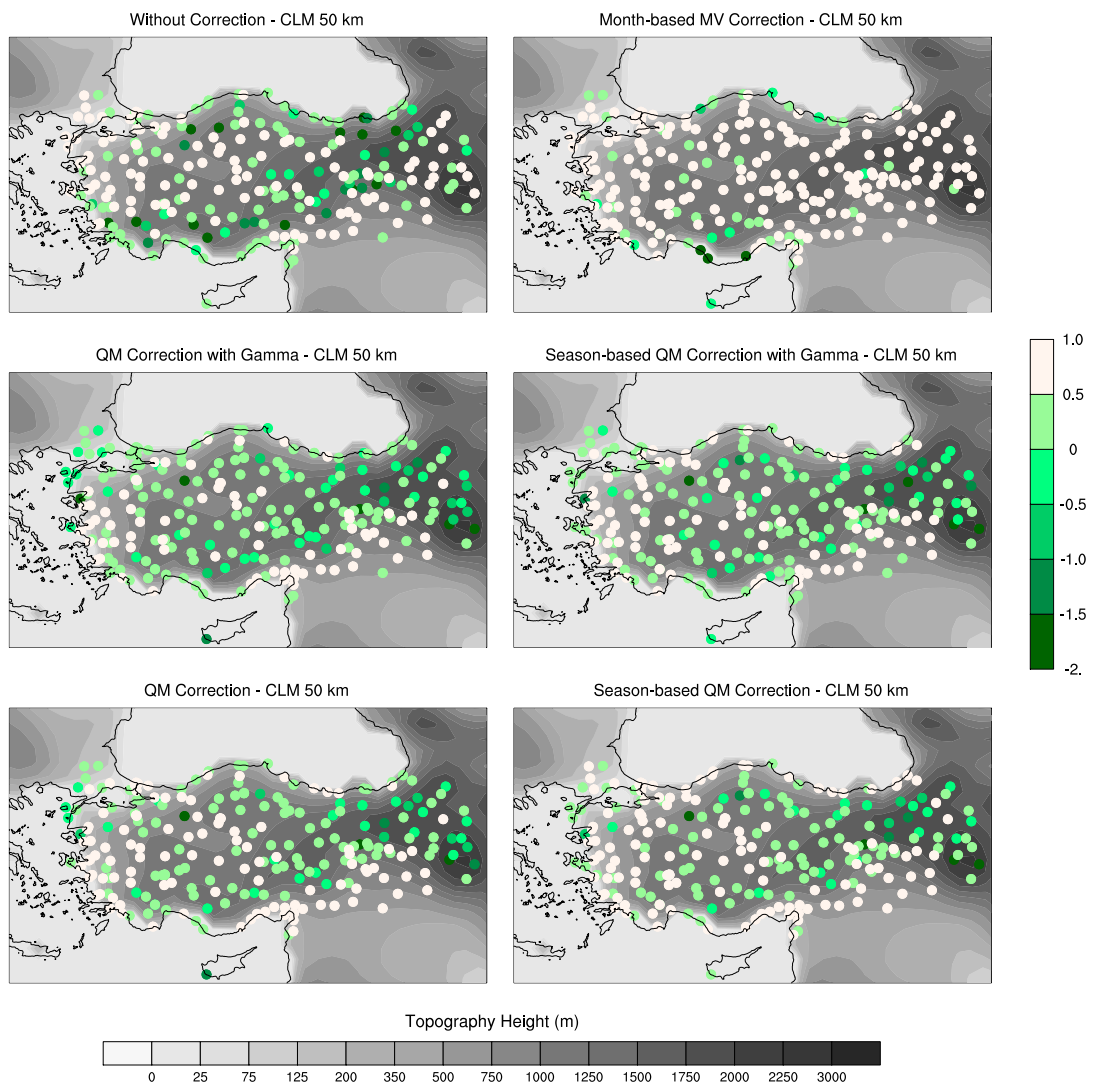 Without Correction - CLM 50 km
Month-based MV Correction - CLM 50 km
QM Correction with Gamma - CLM 50 km
Season-based QM Correction with Gamma - CLM 50 km
1.0
0.5
0
-0.5
-1.0
-1.5
-2.
QM Correction - CLM 50 km
Season-based QM Correction - CLM 50 km
Topography Height (m)
0 25 75 125 200 350 500 750 1000 1250 1500 1750 2000 2250 3000